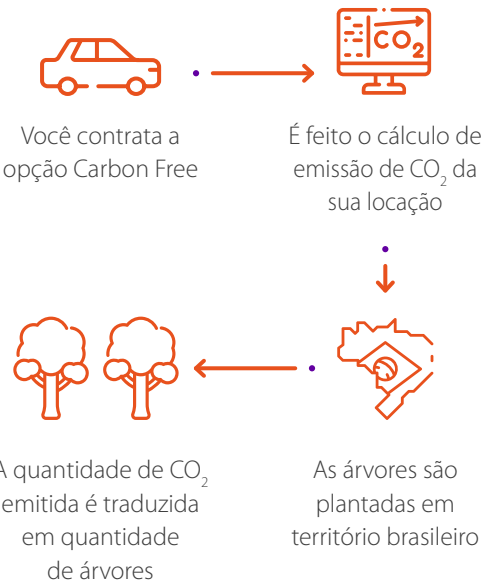 CO2
Você contrata a
opção Carbon Free
É feito o cálculo de
emissão de CO2 da
sua locação
As árvores são
plantadas em
território brasileiro
A quantidade de CO2
emitida é traduzida
em quantidade
de árvores